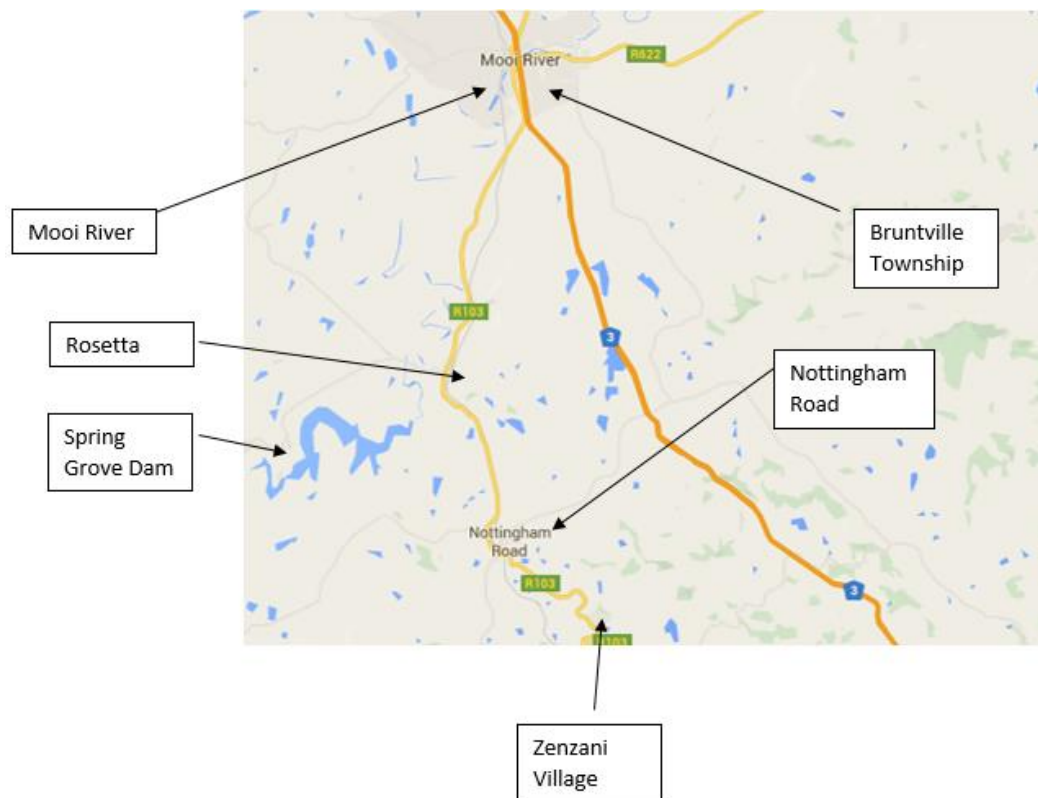 Mooi River
R622
Mooi River
Bruntville
Township
R103
Rosetta
3
Nottingham
Road
Spring
Grove Dam
Nottingham
Road
R103
3
R103
Zenzani
Village